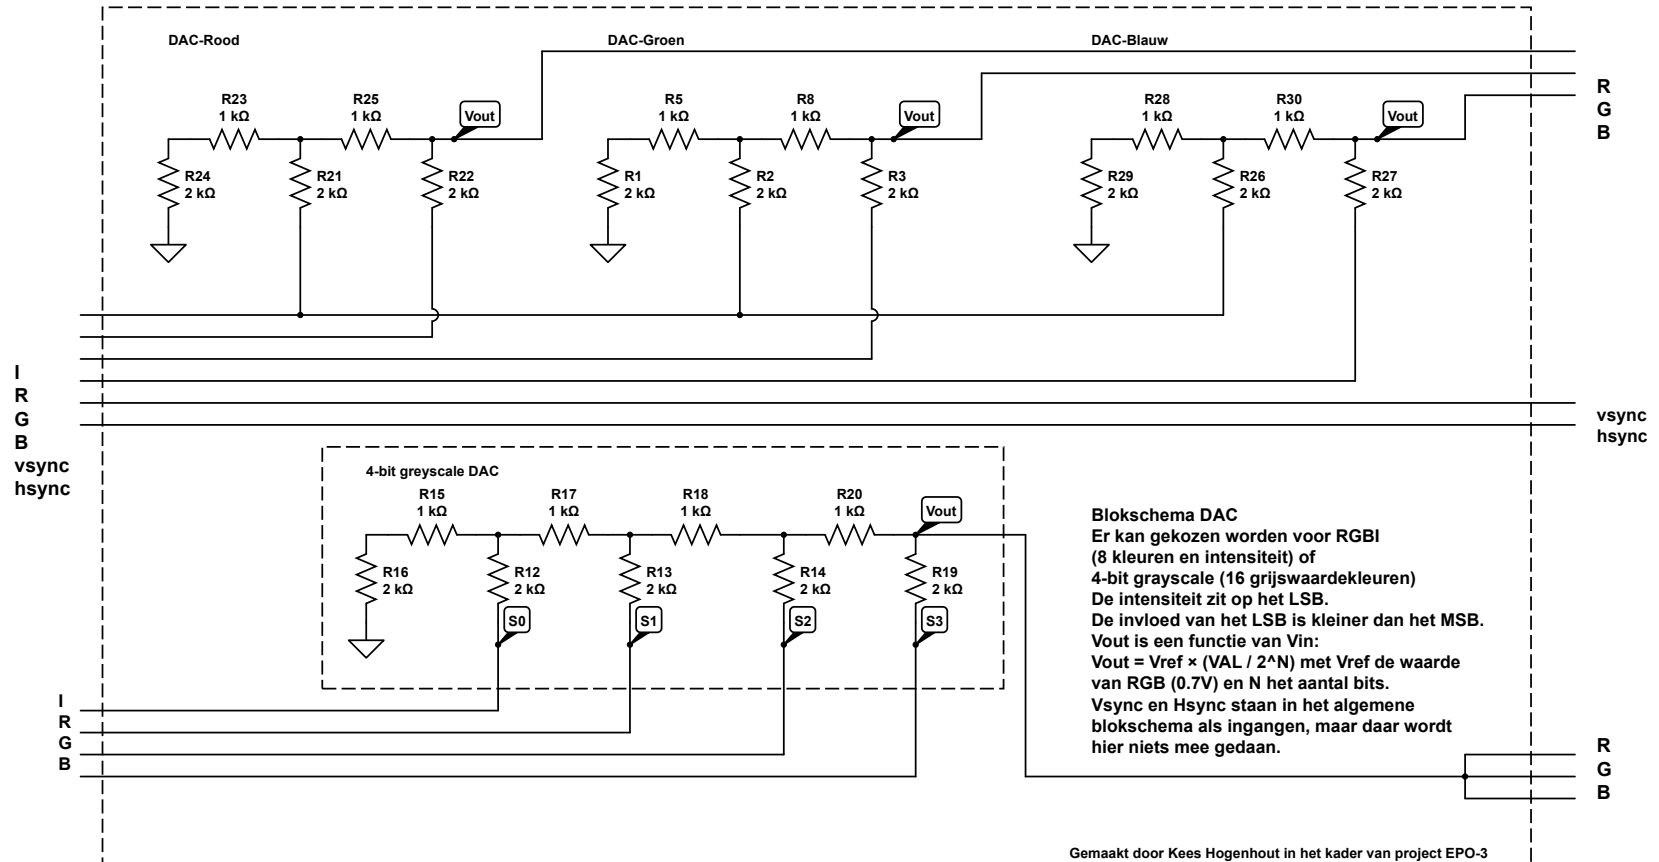 DAC-Rood
DAC-Groen
DAC-Blauw
R23
1 kΩ
R25
1 kΩ
Vout
R24
2 kΩ
R21
2 kΩ
R22
2 kΩ
R5
1 kΩ
R8
1 kΩ
Vout
R1
2 kΩ
R2
2 kΩ
R3
2 kΩ
R28
1 kΩ
R30
1 kΩ
Vout
R29
2 kΩ
R26
2 kΩ
R27
2 kΩ
R
G
B
I
R
G
B
vsync
hsync
vsync
hsync
4-bit greyscale DAC
R15
1 kΩ
R17
1 kΩ
R18
1 kΩ
R20
1 kΩ
Vout
R16
2 kΩ
R12
2 kΩ
R13
2 kΩ
R14
2 kΩ
R19
2 kΩ
S0
S1
S2
S3
I
R
G
B
Blokschema DAC
Er kan gekozen worden voor RGBI
(8 kleuren en intensiteit) of
4-bit grayscale (16 grijswaardekleuren)
De intensiteit zit op het LSB.
De invloed van het LSB is kleiner dan het MSB.
Vout is een functie van Vin:
Vout = Vref × (VAL / 2^N) met Vref de waarde
van RGB (0.7V) en N het aantal bits.
Vsync en Hsync staan in het algemene
blokschema als ingangen, maar daar wordt
hier niets mee gedaan.
R
G
B
Gemaakt door Kees Hogenhout in het kader van project EPO-3